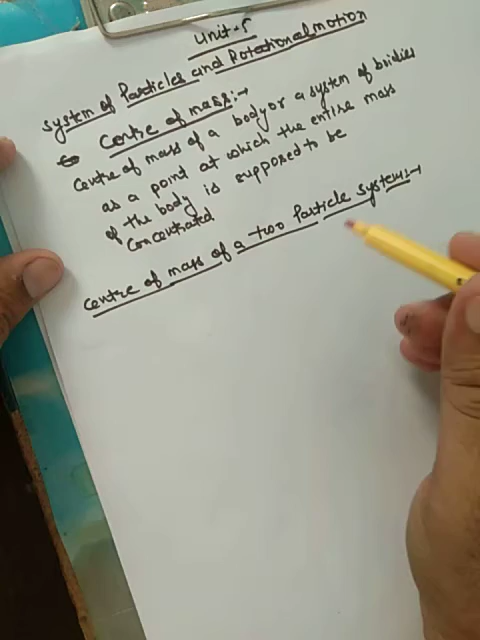 Unit-5
System of Particles and Rotational motion
Centre of mass:→
Centre of mass of a body or a system of bridies
as a point at which the entire mass
of the body is supposed to be
Concentrated
Centre of mass of a two Particle system:→